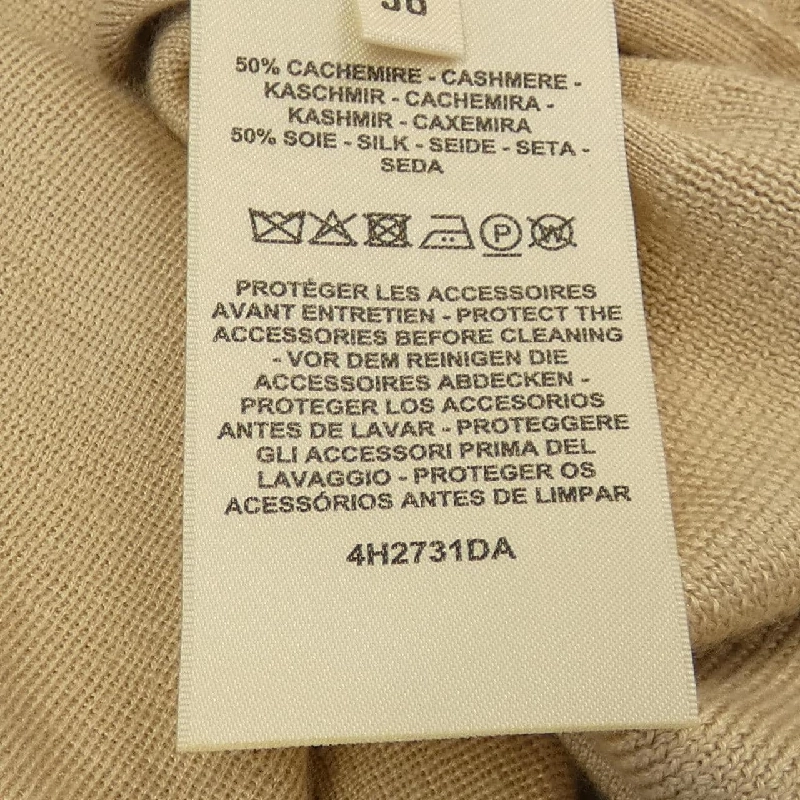 36
50% CACHEMIRE - CASHMERE -
KASCHMIR - CACHEMIRA -
KASHMIR - CAXEMIRA
50% SOIE - SILK - SEIDE - SETA -
SEDA
P W
PROTÉGER LES ACCESSOIRES
AVANT ENTRETIEN - PROTECT THE
ACCESSORIES BEFORE CLEANING
- VOR DEM REINIGEN DIE
ACCESSOIRES ABDECKEN -
PROTEGER LOS ACCESORIOS
ANTES DE LAVAR - PROTEGGERE
GLI ACCESSORI PRIMA DEL
LAVAGGIO - PROTEGER OS
ACESSÓRIOS ANTES DE LIMPAR
4H2731DA